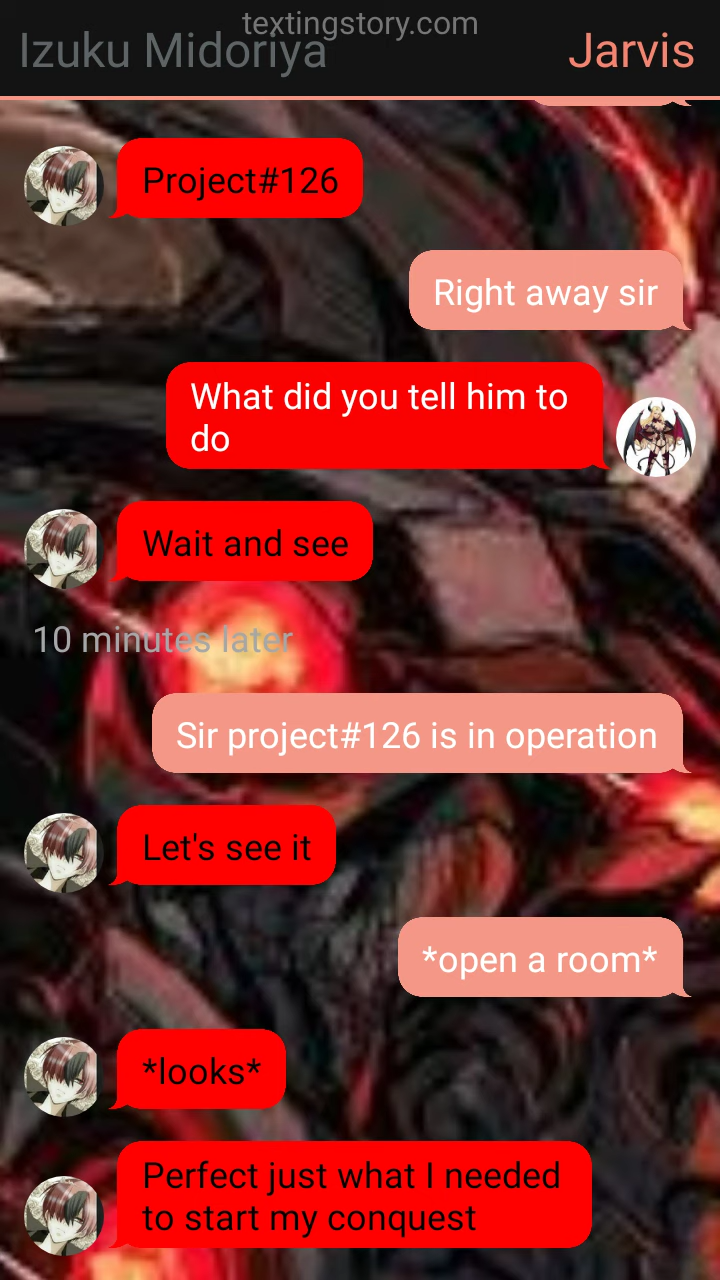 textingstory.com
Izuku Midoriya
Jarvis
Project#126
Right away sir
What did you tell him to
do
Wait and see
10 minutes later
Sir project#126 is in operation
Let's see it
*open a room*
*looks*
Perfect just what I needed
to start my conquest